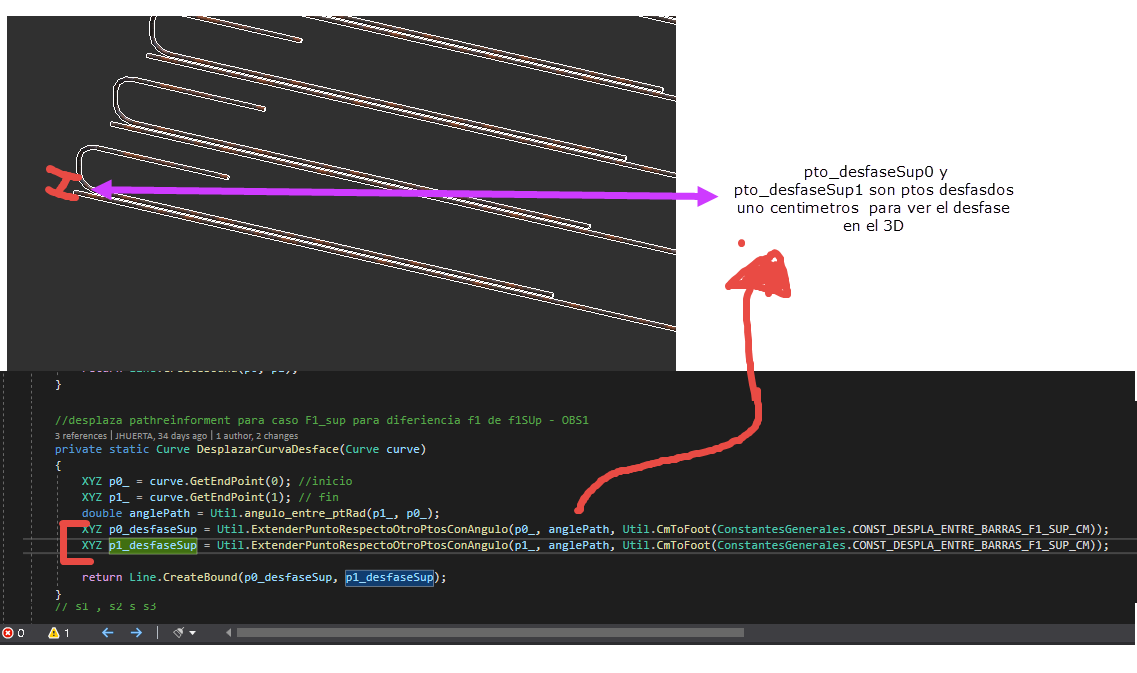 pto_desfaseSup0 y
pto_desfaseSup1 son ptos desfasdos
uno centimetros  para ver el desfase
en el 3D
}
//desplaza pathreinforment para caso F1_sup para diferiencia f1 de f1SUp - OBS1
3 references | JHUERTA, 34 days ago | 1 author, 2 changes
private static Curve DesplazarCurvaDesface(Curve curve)
{
XYZ p0_ = curve.GetEndPoint(0); //inicio
XYZ p1_ = curve.GetEndPoint(1); // fin
double anglePath = Util.angulo_entre_ptRad(p1_, p0_);
XYZ p0_desfaseSup = Util.ExtenderPuntoRespectoOtroPtosConAngulo(p0_, anglePath, Util.CmToFoot(ConstantesGenerales.CONST_DESPLA_ENTRE_BARRAS_F1_SUP_CM));
XYZ p1_desfaseSup = Util.ExtenderPuntoRespectoOtroPtosConAngulo(p1_, anglePath, Util.CmToFoot(ConstantesGenerales.CONST_DESPLA_ENTRE_BARRAS_F1_SUP_CM));
return Line.CreateBound(p0_desfaseSup, p1_desfaseSup);
}
// s1 , s2 s s3
0 1